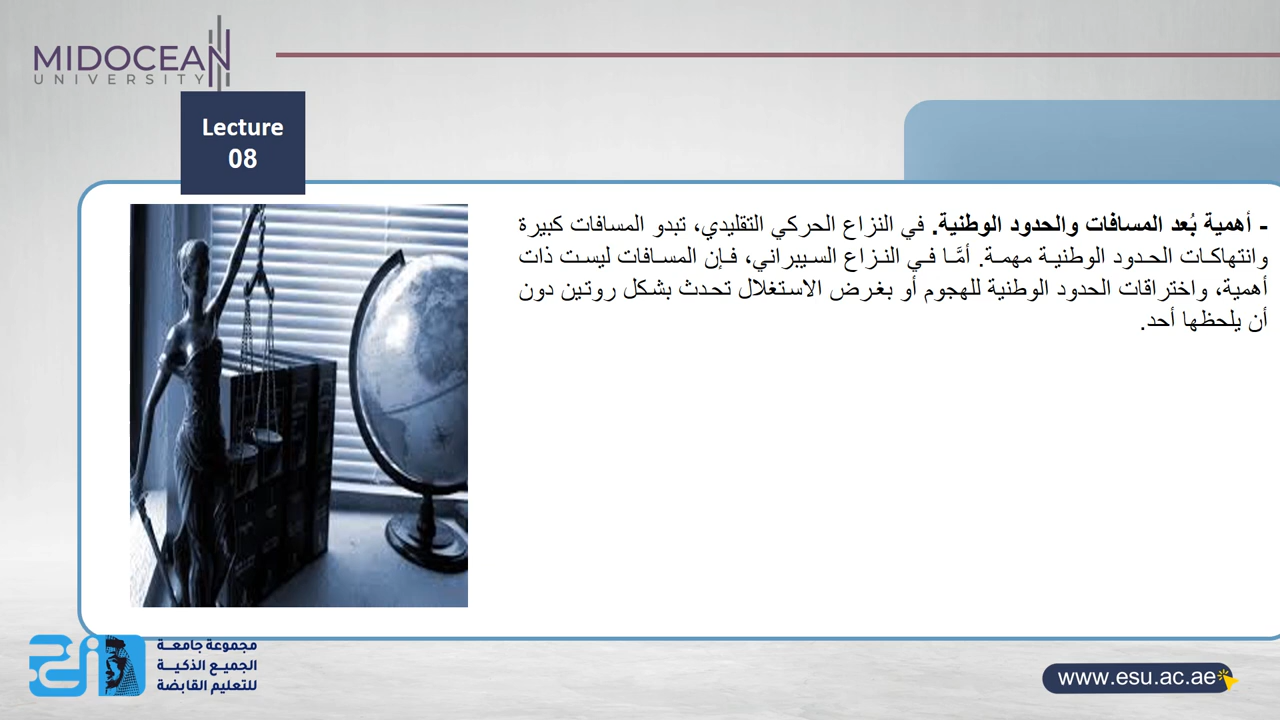 MIDOCEAN
UNIVERSITY
Lecture
08
- أهمية بُعد المسافات والحدود الوطنية. في النزاع الحركي التقليدي، تبدو المسافات كبيرة
وانتهاكات الحدود الوطنية مهمة. أمَّا في النزاع السيبراني، فإن المسافات ليست ذات
أهمية، واختراقات الحدود الوطنية للهجوم أو بغرض الاستغلال تحدث بشكل روتين دون
أن يلحظها أحد.
مجموعة جامعة
الجميع الذكية
للتعليم القابضة
www.esu.ac.ae